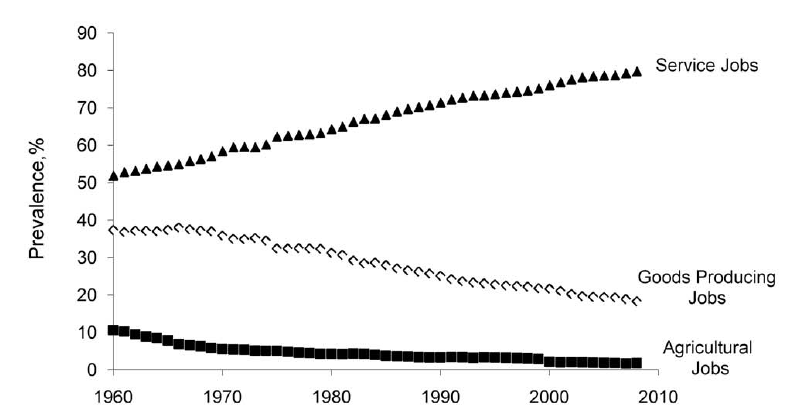 90
80
Service Jobs
70
60
50
40
30
20
10
0
Prevalence,%
Goods Producing
Jobs
Agricultural
Jobs
1960 1970 1980 1990 2000 2010